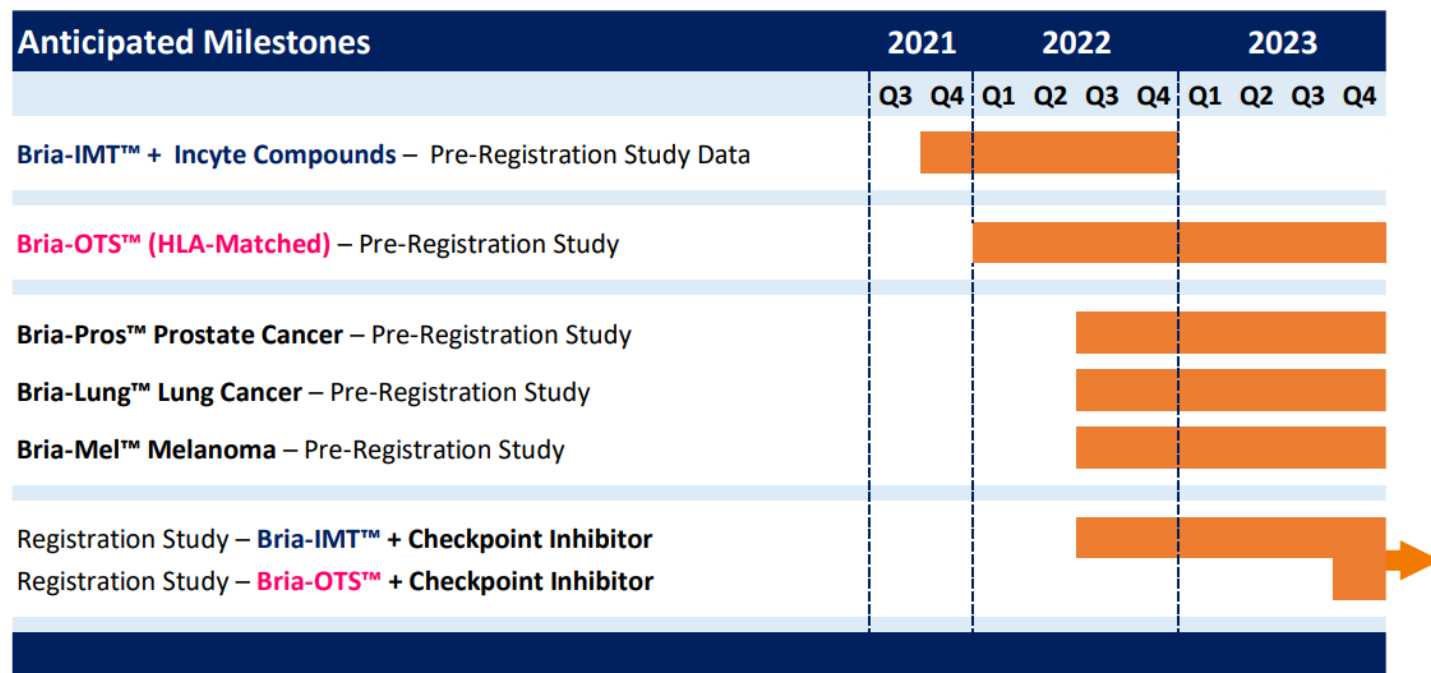 Anticipated Milestones 2021 2022 2023
Q3 Q4 Q1 Q2 Q3 Q4 Q1 Q2 Q3 Q4
Bria-IMT™ + Incyte Compounds – Pre-Registration Study Data
Bria-OTS™ (HLA-Matched) – Pre-Registration Study
Bria-Pros™ Prostate Cancer – Pre-Registration Study
Bria-Lung™ Lung Cancer – Pre-Registration Study
Bria-Mel™ Melanoma – Pre-Registration Study
Registration Study – Bria-IMT™ + Checkpoint Inhibitor
Registration Study – Bria-OTS™ + Checkpoint Inhibitor